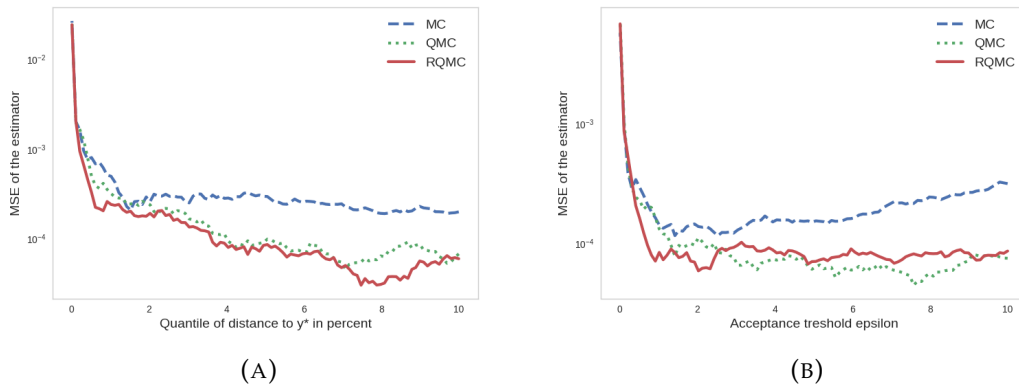 MC
QMC
RQMC
10⁻²
10⁻³
10⁻⁴
MSE of the estimator
0 2 4 6 8 10
Quantile of distance to y* in percent
(A)
MC
QMC
RQMC
10⁻³
10⁻⁴
MSE of the estimator
0 2 4 6 8 10
Acceptance treshold epsilon
(B)